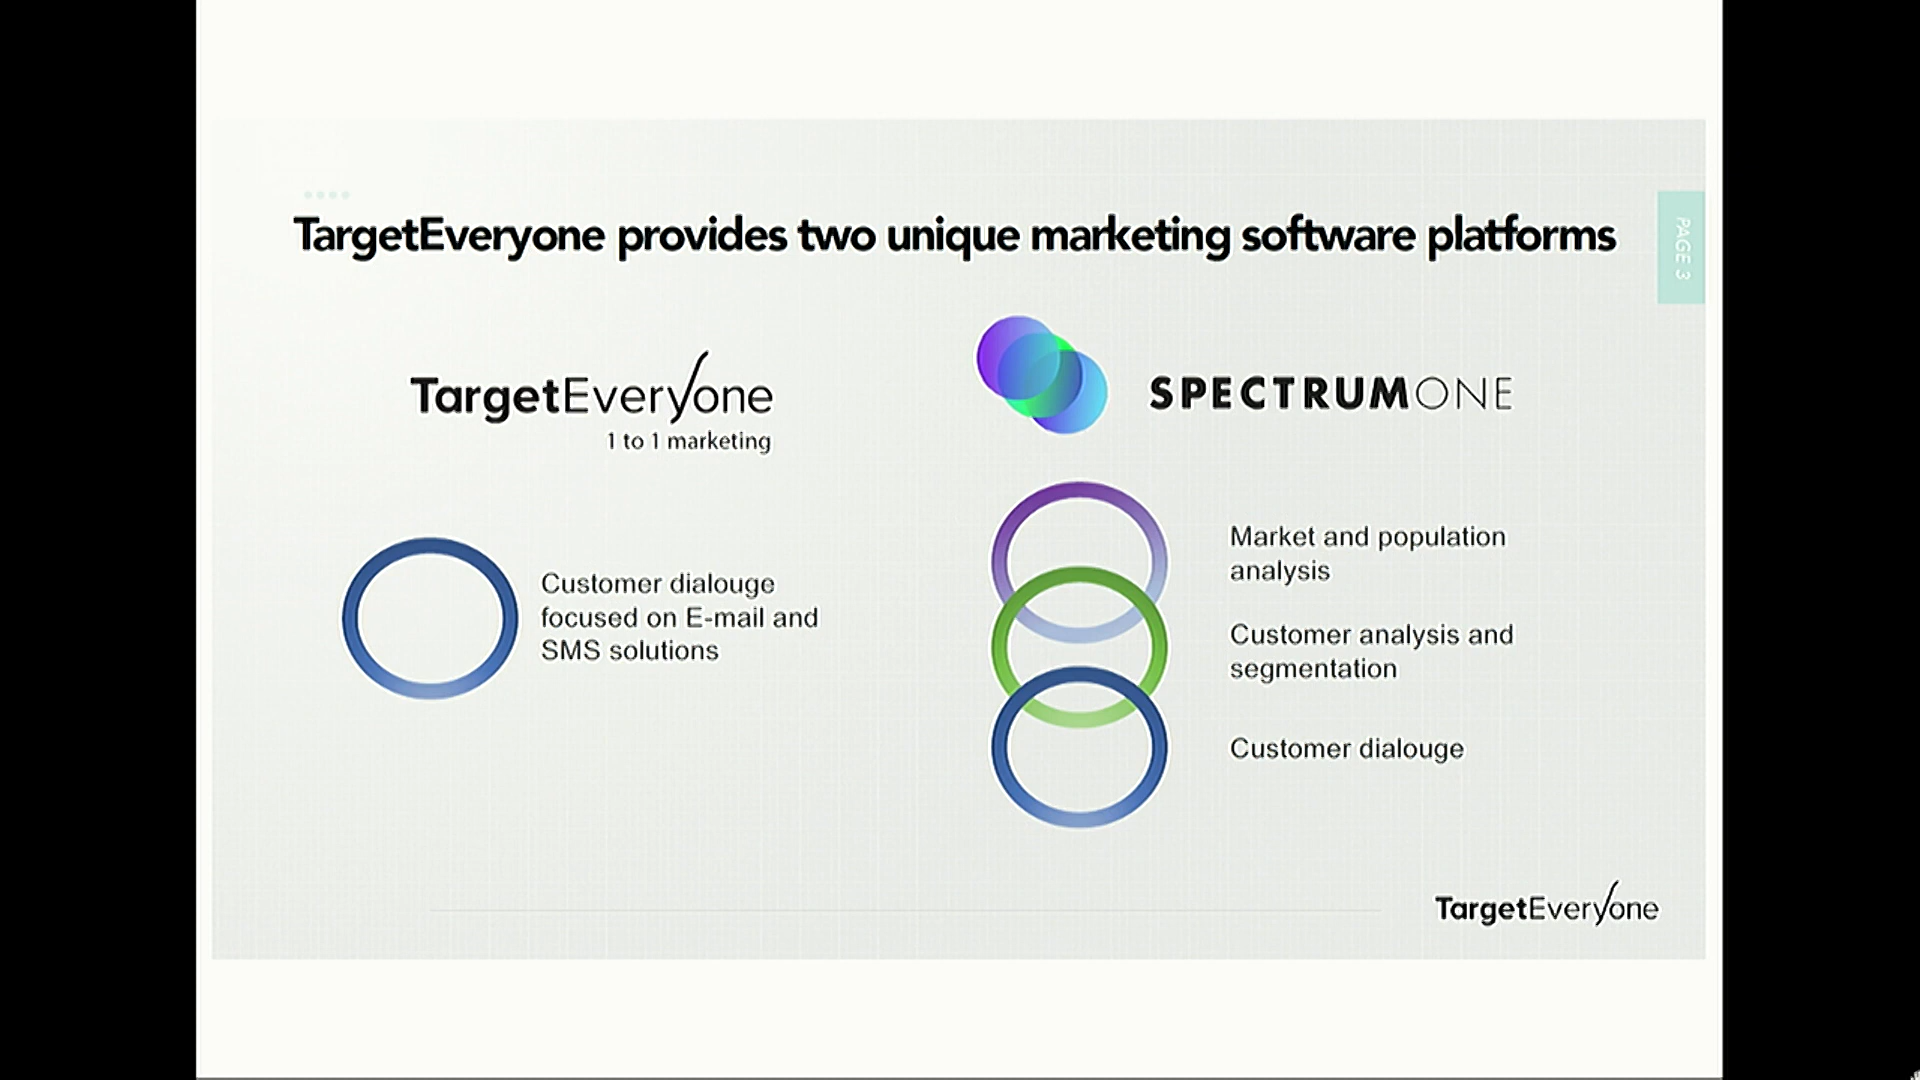 TargetEveryone provides two unique marketing software platforms
PAGE 3
TargetEveryone
1 to 1 marketing
Customer dialouge
focused on E-mail and
SMS solutions
SPECTRUMONE
Market and population
analysis
Customer analysis and
segmentation
Customer dialouge
TargetEveryone